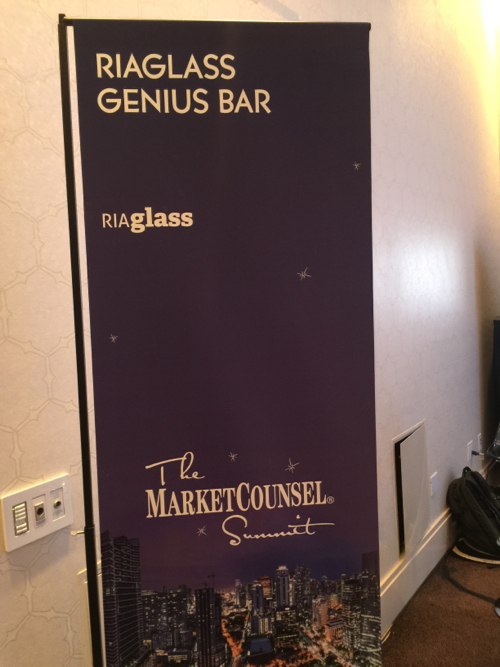 RIAGLASS
GENIUS BAR
RIAglass
The
MARKETCOUNSEL®
Summit